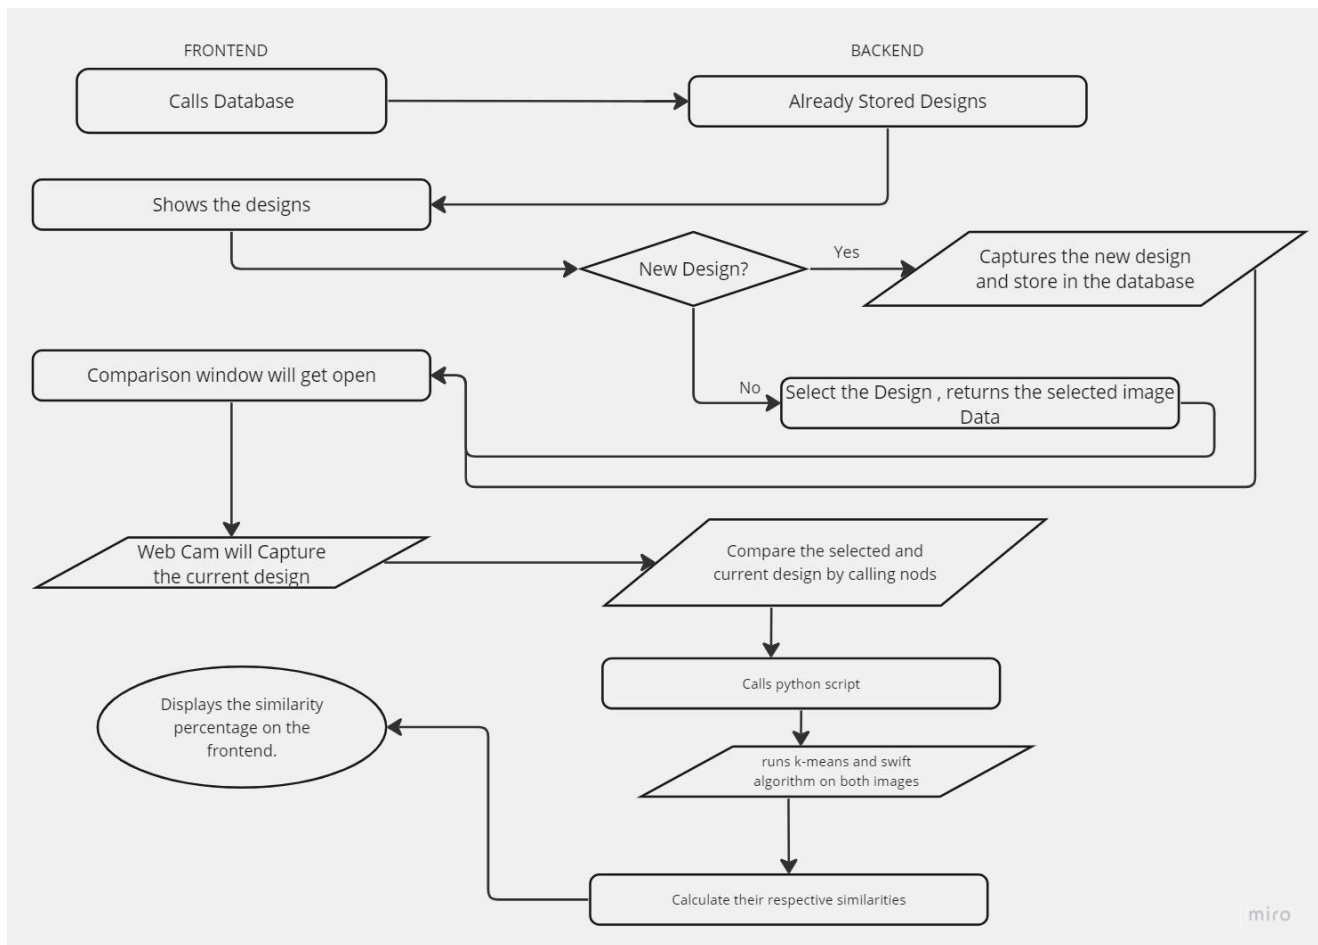 FRONTEND
BACKEND
Calls Database
Already Stored Designs
Shows the designs
New Design?
Yes
Captures the new design
and store in the database
Comparison window will get open
No
Select the Design , returns the selected image
Data
Web Cam will Capture
the current design
Compare the selected and
current design by calling nods
Calls python script
Displays the similarity
percentage on the
frontend.
runs k-means and swift
algorithm on both images
Calculate their respective similarities
miro